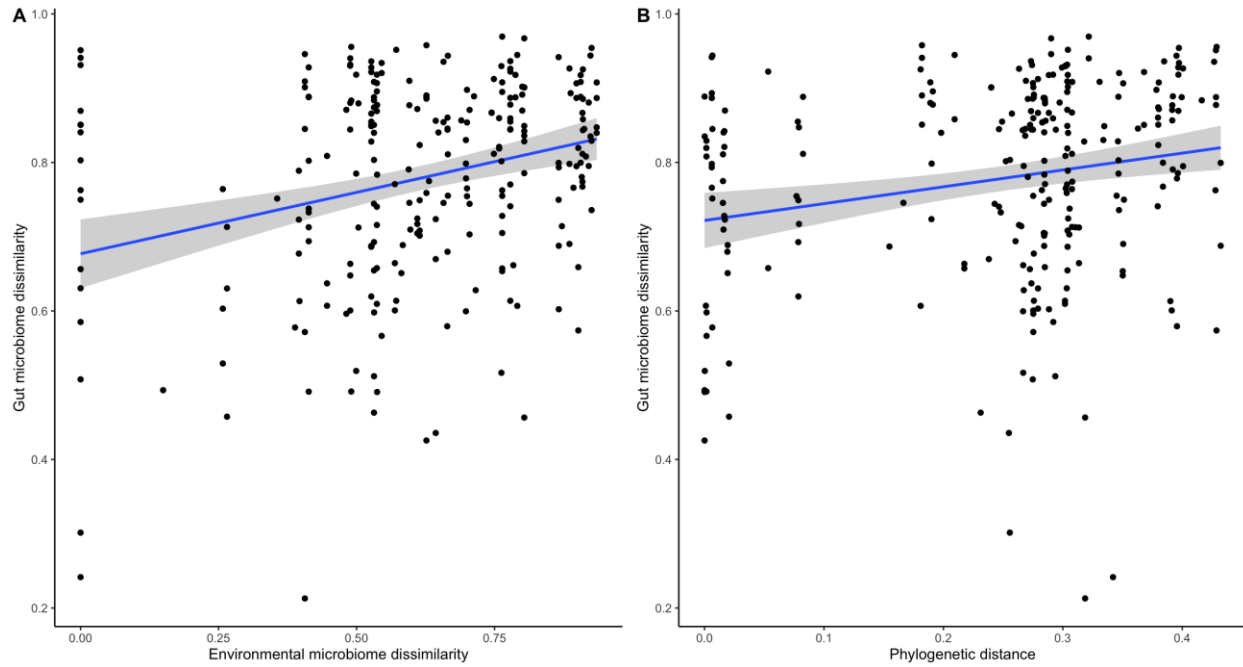 A
1.0
0.8
0.6
0.4
0.2
Gut microbiome dissimilarity
0.00 0.25 0.50 0.75
Environmental microbiome dissimilarity
B
1.0
0.8
0.6
0.4
0.2
Gut microbiome dissimilarity
0.0 0.1 0.2 0.3 0.4
Phylogenetic distance